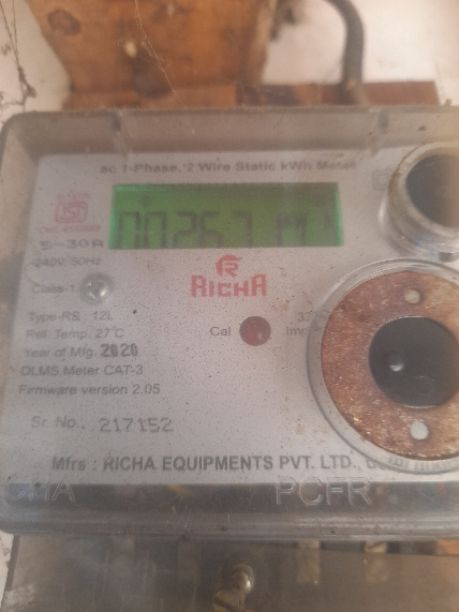 ac 1-Phase, 2 Wire Static kWh Meter
ISI
5-30A
240V, 50Hz
Class-1
RICHA
Type-RS 12L
Ref. Temp. 27°C
Cal
Year of Mfg. 2020
OLMS Meter CAT-3
Firmware version 2.05
Sr. No., 217152
Mfrs : RICHA EQUIPMENTS PVT. LTD.,